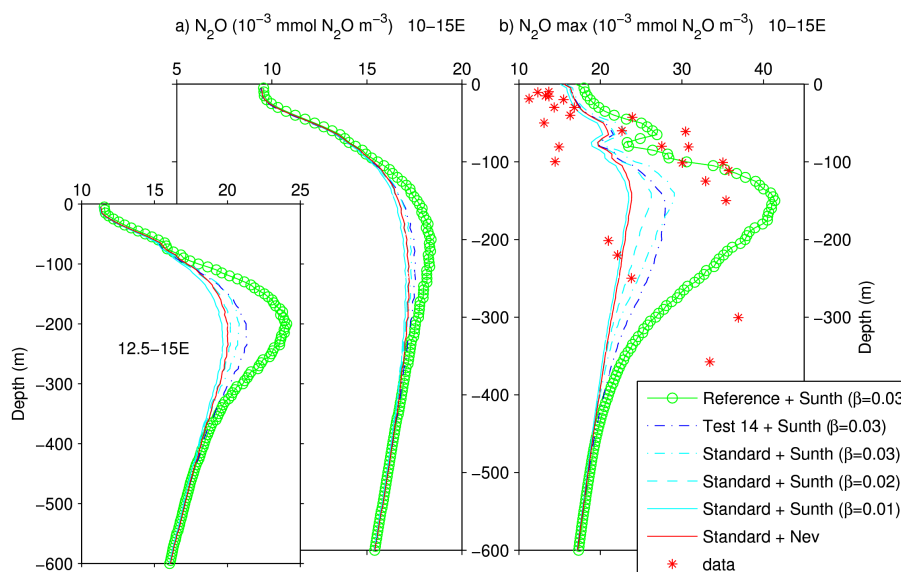 a) N₂O (10⁻³ mmol N₂O m⁻³) 10−15E
b) N₂O max (10⁻³ mmol N₂O m⁻³) 10−15E
5 10 15 20
10 20 30 40
0
−100
−200
−300
−400
−500
−600
Depth (m)
10 15 20 25
0
−100
−200
−300
−400
−500
−600
Depth (m)
12.5−15E
0
−100
−200
−300
Depth (m)
Reference + Sunth (β=0.03
Test 14 + Sunth (β=0.03)
Standard + Sunth (β=0.03)
Standard + Sunth (β=0.02)
Standard + Sunth (β=0.01)
Standard + Nev
data